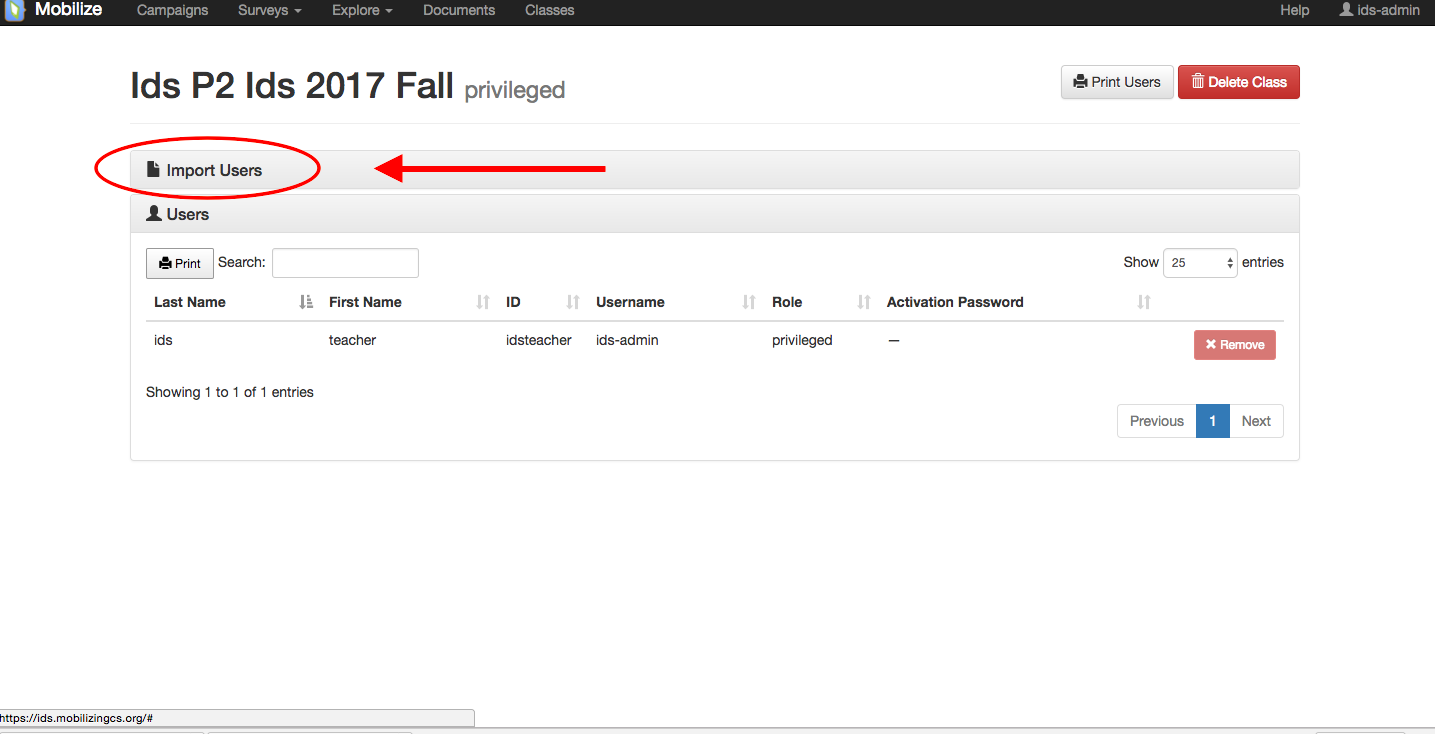 Mobilize Campaigns Surveys Explore Documents Classes Help ids-admin
Ids P2 Ids 2017 Fall privileged Print Users Delete Class
Import Users
Users
Print Search: Show 25 entries
Last Name First Name ID Username Role Activation Password
ids teacher idsteacher ids-admin privileged — Remove
Showing 1 to 1 of 1 entries
Previous 1 Next
https://ids.mobilizingcs.org/#